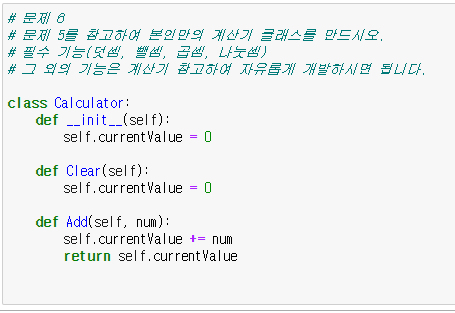 # 문제 6
# 문제 5를 참고하여 본인만의 계산기 클래스를 만드시오.
# 필수 기능(덧셈, 뺄셈, 곱셈, 나눗셈)
# 그 외의 기능은 계산기 참고하여 자유롭게 개발하시면 됩니다.
class Calculator:
    def __init__(self):
        self.currentValue = 0
    def Clear(self):
        self.currentValue = 0
    def Add(self, num):
        self.currentValue += num
        return self.currentValue